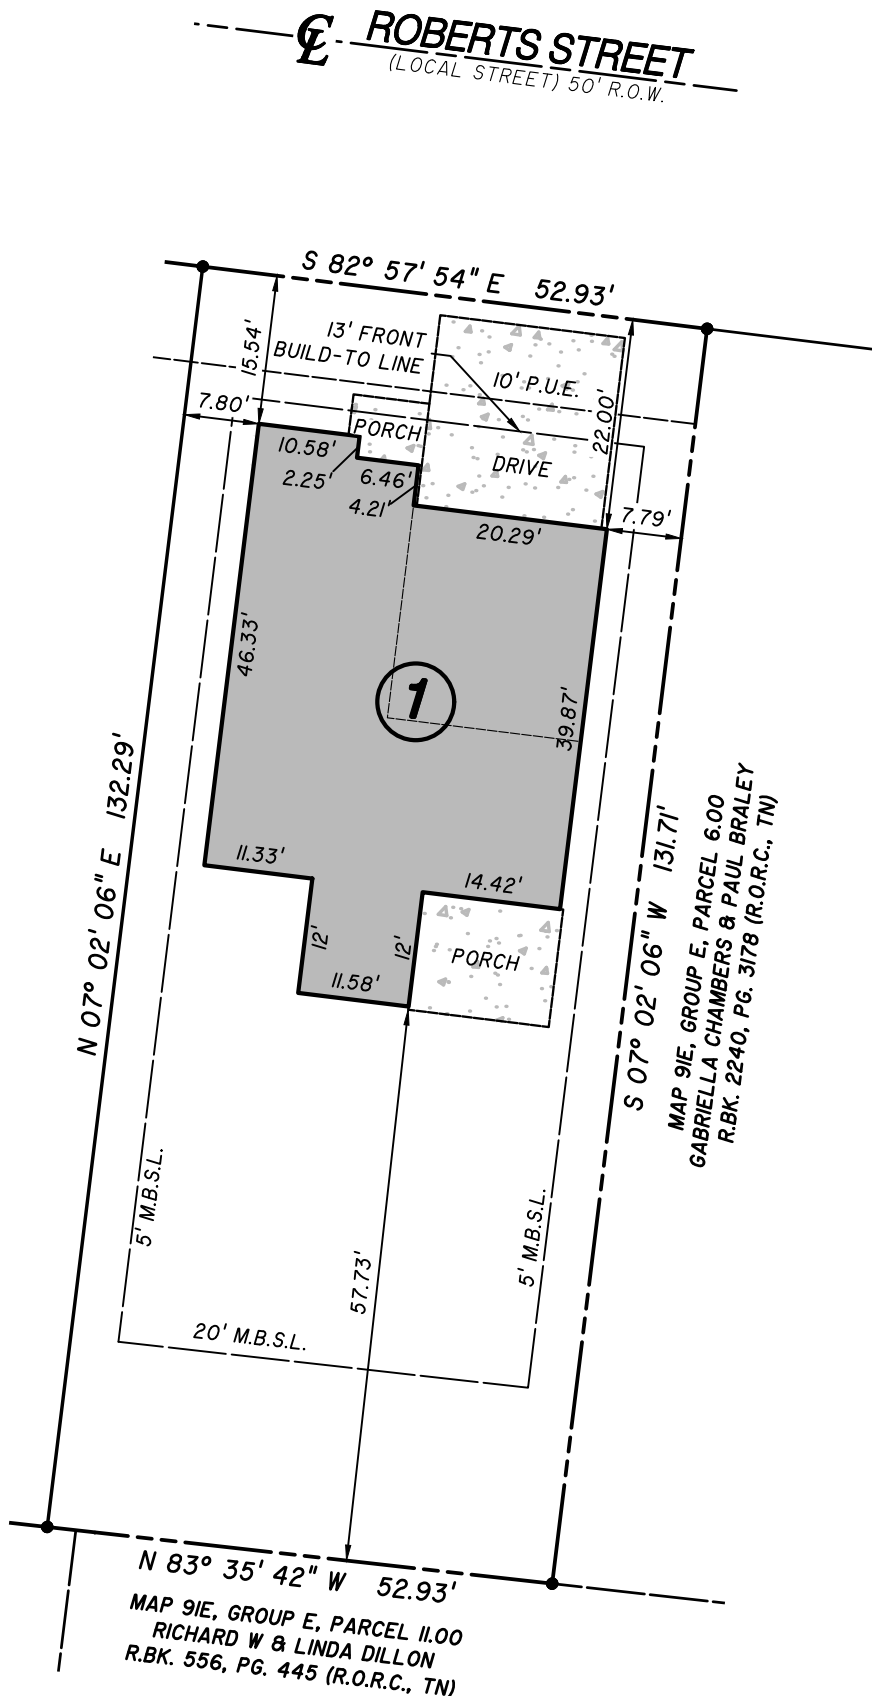 ℄ ROBERTS STREET
(LOCAL STREET) 50' R.O.W.
S 82° 57' 54" E 52.93'
15.54'
13' FRONT
BUILD-TO LINE
10' P.U.E.
22.00'
7.80'
PORCH
10.58'
2.25'
6.46'
4.21'
DRIVE
20.29'
7.79'
46.33'
1
39.87'
N 07° 02' 06" E 132.29'
11.33'
14.42'
12'
12'
PORCH
11.58'
S 07° 02' 06" W 131.71'
MAP 91E, GROUP E, PARCEL 6.00
GABRIELLA CHAMBERS & PAUL BRALEY
R.BK. 2240, PG. 3178 (R.O.R.C., TN)
5' M.B.S.L.
5' M.B.S.L.
57.73'
20' M.B.S.L.
N 83° 35' 42" W 52.93'
MAP 91E, GROUP E, PARCEL 11.00
RICHARD W & LINDA DILLON
R.BK. 556, PG. 445 (R.O.R.C., TN)